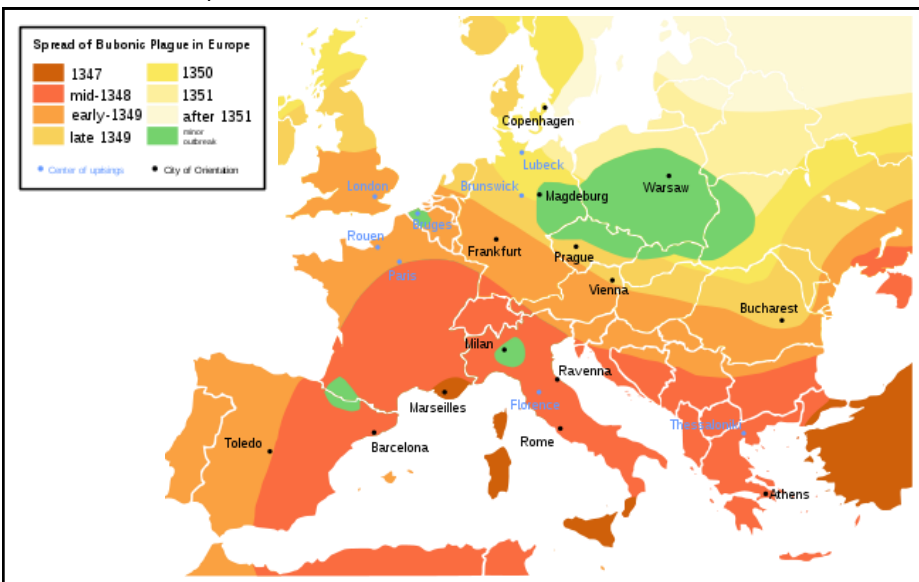 Spread of Bubonic Plague in Europe
1347
mid-1348
early-1349
late 1349
1350
1351
after 1351
minor
outbreak
Center of uprisings
City of Orientation
Copenhagen
Lubeck
London
Brunswick
Magdeburg
Warsaw
Bruges
Rouen
Frankfurt
Paris
Prague
Vienna
Bucharest
Milan
Ravenna
Marseilles
Florence
Thessaloniki
Toledo
Barcelona
Rome
Athens